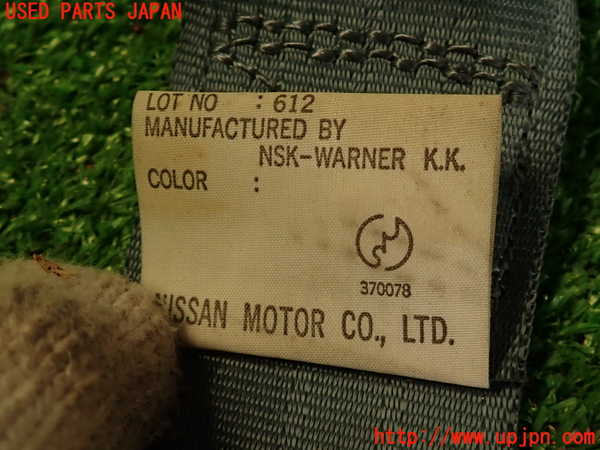 USED PARTS JAPAN
LOT NO : 612
MANUFACTURED BY
NSK-WARNER K.K.
COLOR :
370078
NISSAN MOTOR CO., LTD.
http://www.upjpn.com/